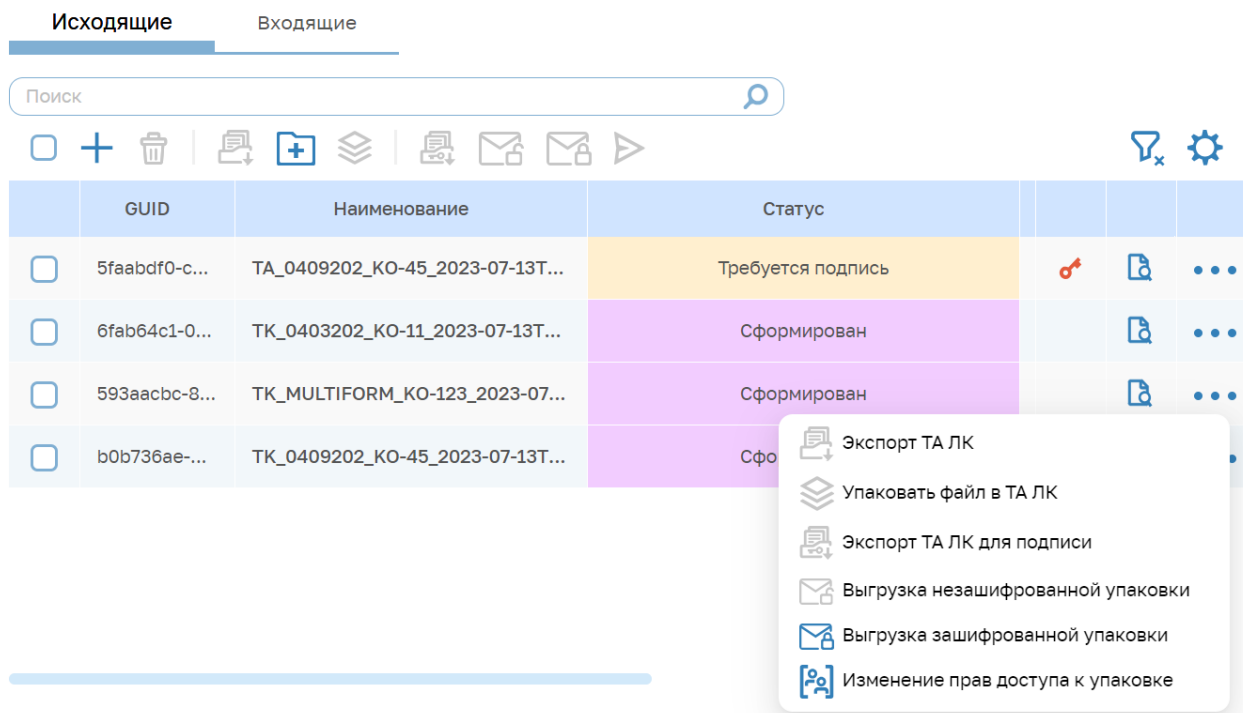 Исходящие Входящие
Поиск
GUID Наименование Статус
5faabdf0-c... TA_0409202_KO-45_2023-07-13T... Требуется подпись
6fab64c1-0... TK_0403202_KO-11_2023-07-13T... Сформирован
593aacbc-8... TK_MULTIFORM_KO-123_2023-07... Сформирован
b0b736ae-... TK_0409202_KO-45_2023-07-13T... Сфо
Экспорт ТА ЛК
Упаковать файл в ТА ЛК
Экспорт ТА ЛК для подписи
Выгрузка незашифрованной упаковки
Выгрузка зашифрованной упаковки
Изменение прав доступа к упаковке